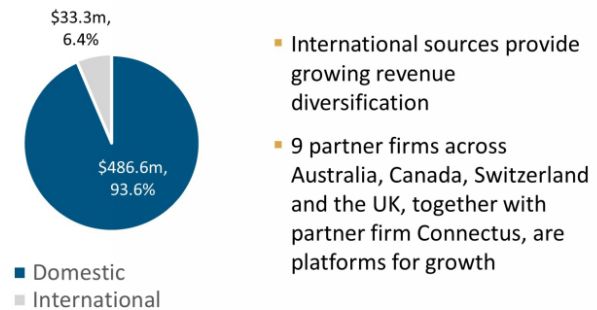 $33.3m,
6.4%
$486.6m,
93.6%
Domestic
International
International sources provide
growing revenue
diversification
9 partner firms across
Australia, Canada, Switzerland
and the UK, together with
partner firm Connectus, are
platforms for growth